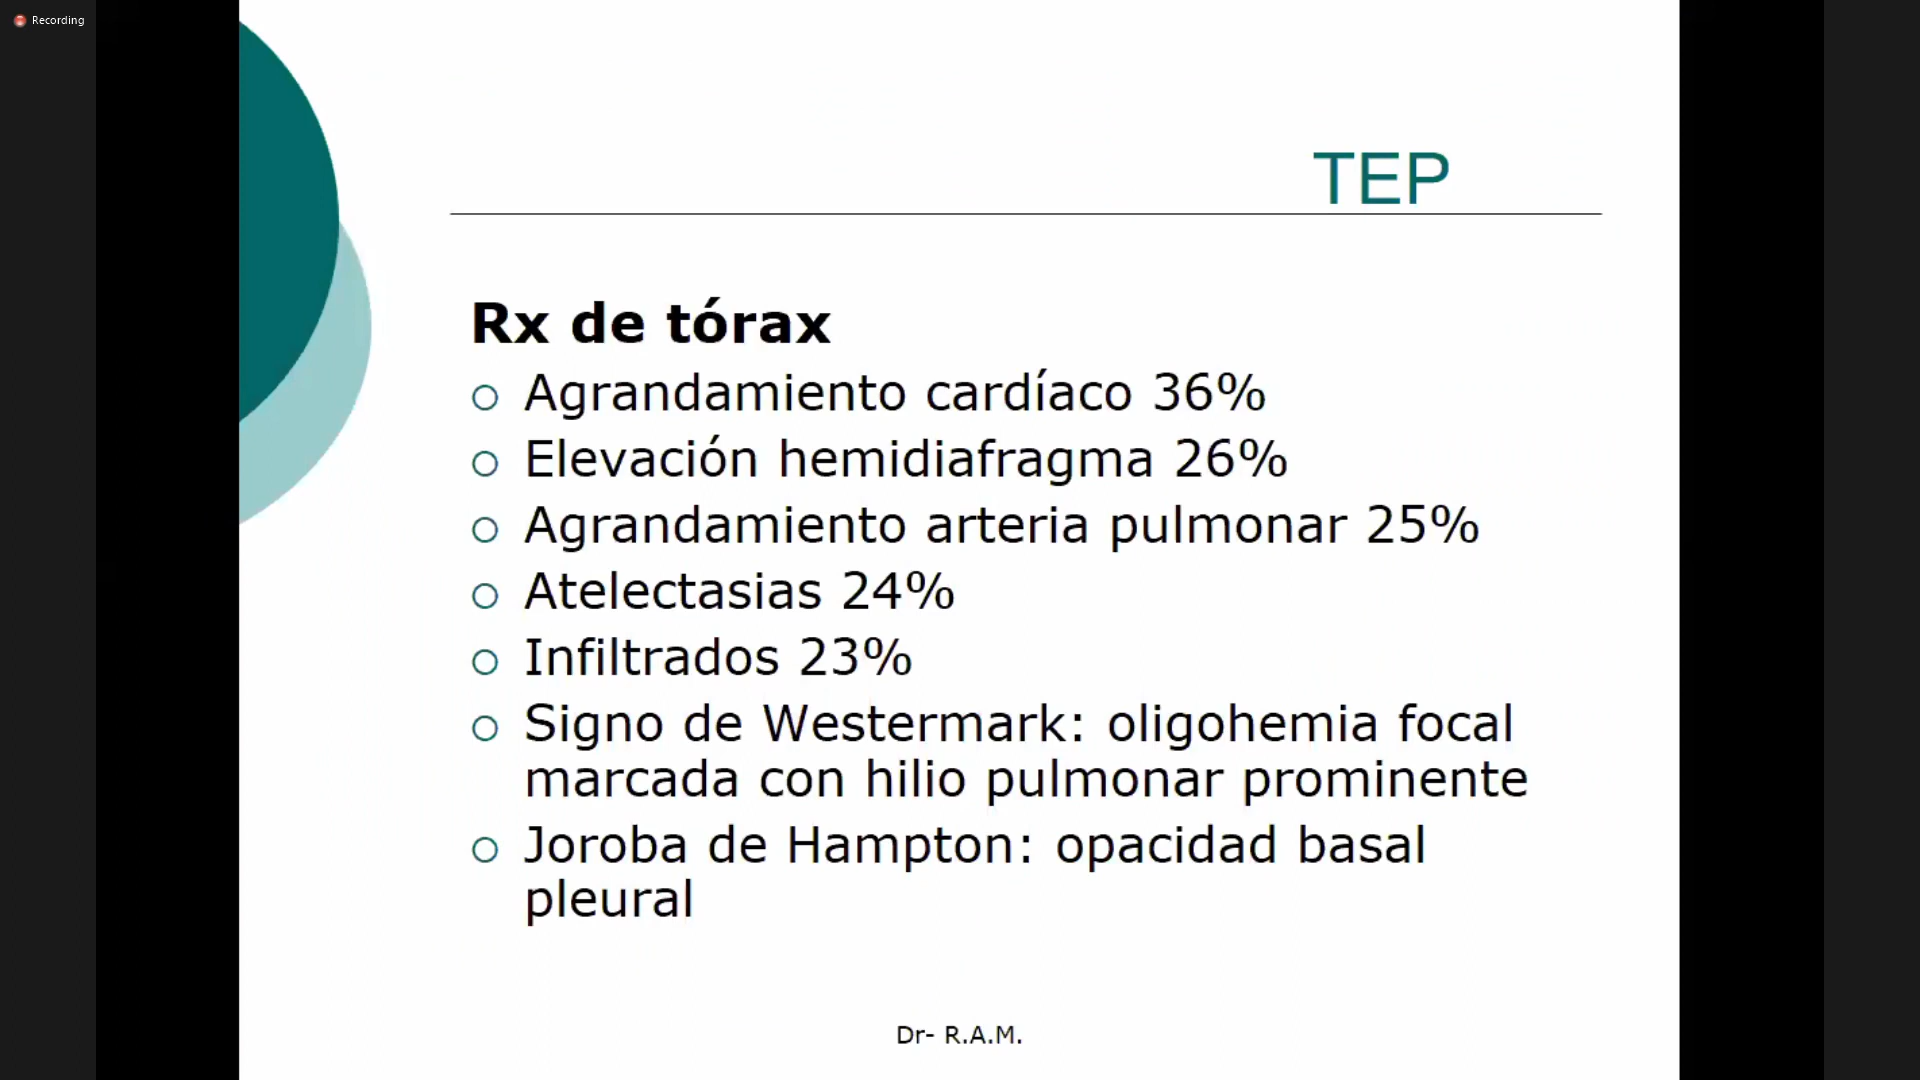 Recording
TEP
Rx de tórax
Agrandamiento cardíaco 36%
Elevación hemidiafragma 26%
Agrandamiento arteria pulmonar 25%
Atelectasias 24%
Infiltrados 23%
Signo de Westermark: oligohemia focal
marcada con hilio pulmonar prominente
Joroba de Hampton: opacidad basal
pleural
Dr- R.A.M.